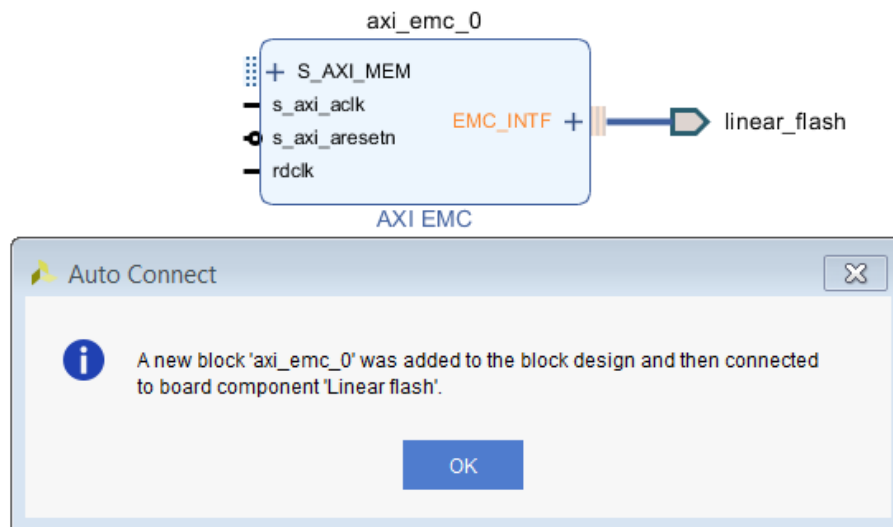 axi_emc_0
+ S_AXI_MEM
s_axi_aclk
EMC_INTF +
linear_flash
s_axi_aresetn
rdclk
AXI EMC
Auto Connect
A new block 'axi_emc_0' was added to the block design and then connected
to board component 'Linear flash'.
OK